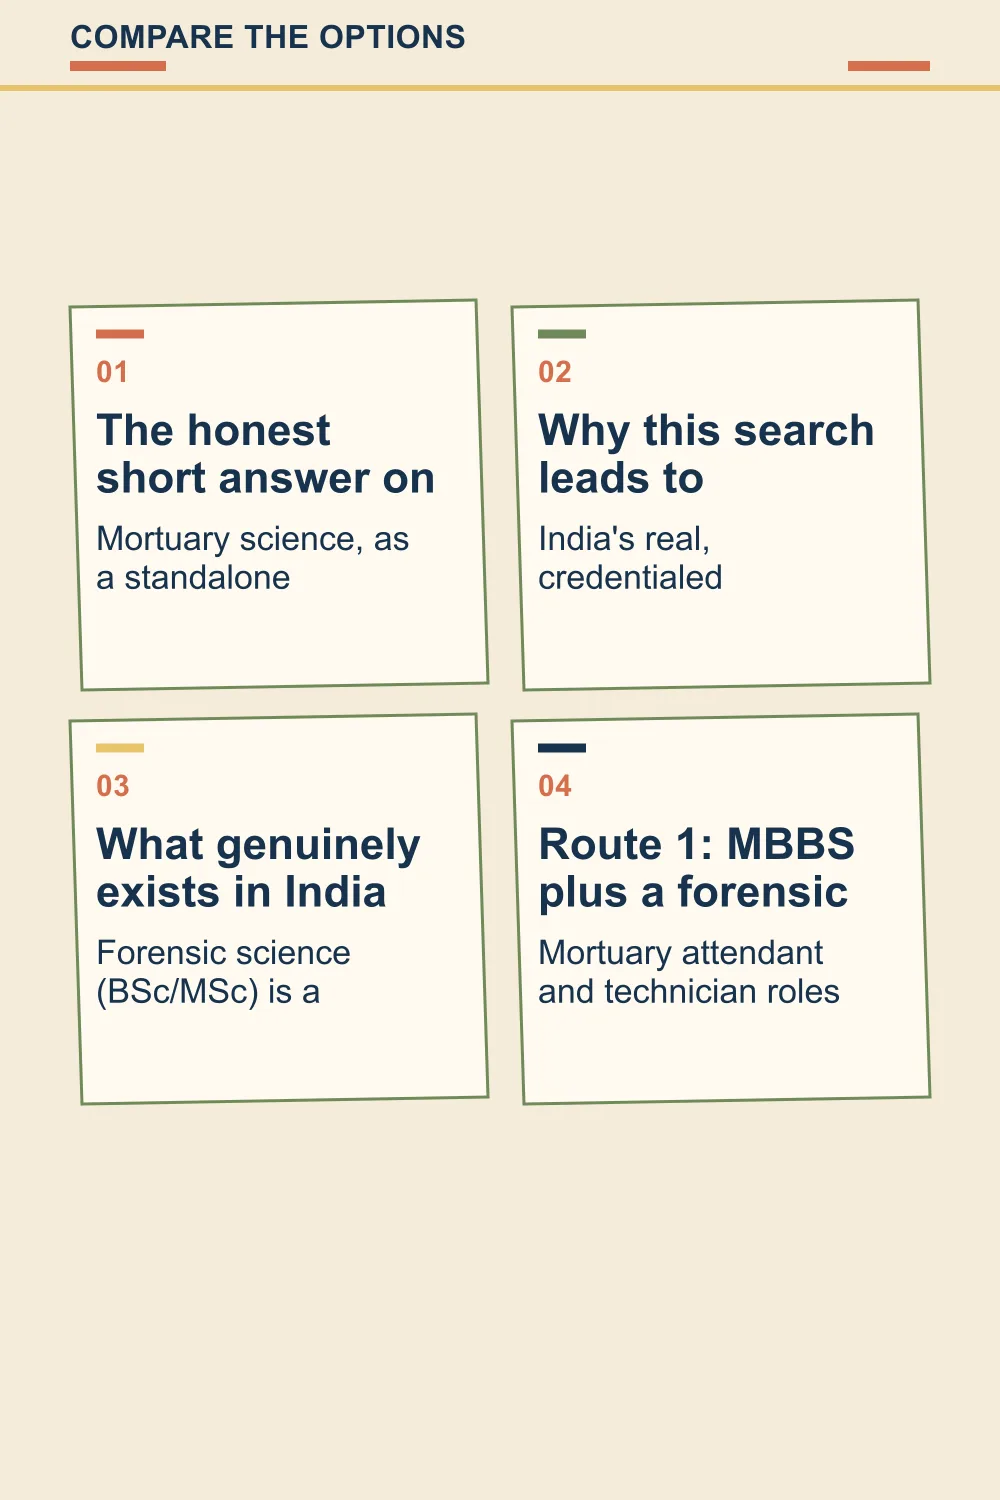 COMPARE THE OPTIONS
01
The honest
short answer on
Mortuary science, as
a standalone
02
Why this search
leads to
India's real,
credentialed
03
What genuinely
exists in India
Forensic science
(BSc/MSc) is a
04
Route 1: MBBS
plus a forensic
Mortuary attendant
and technician roles